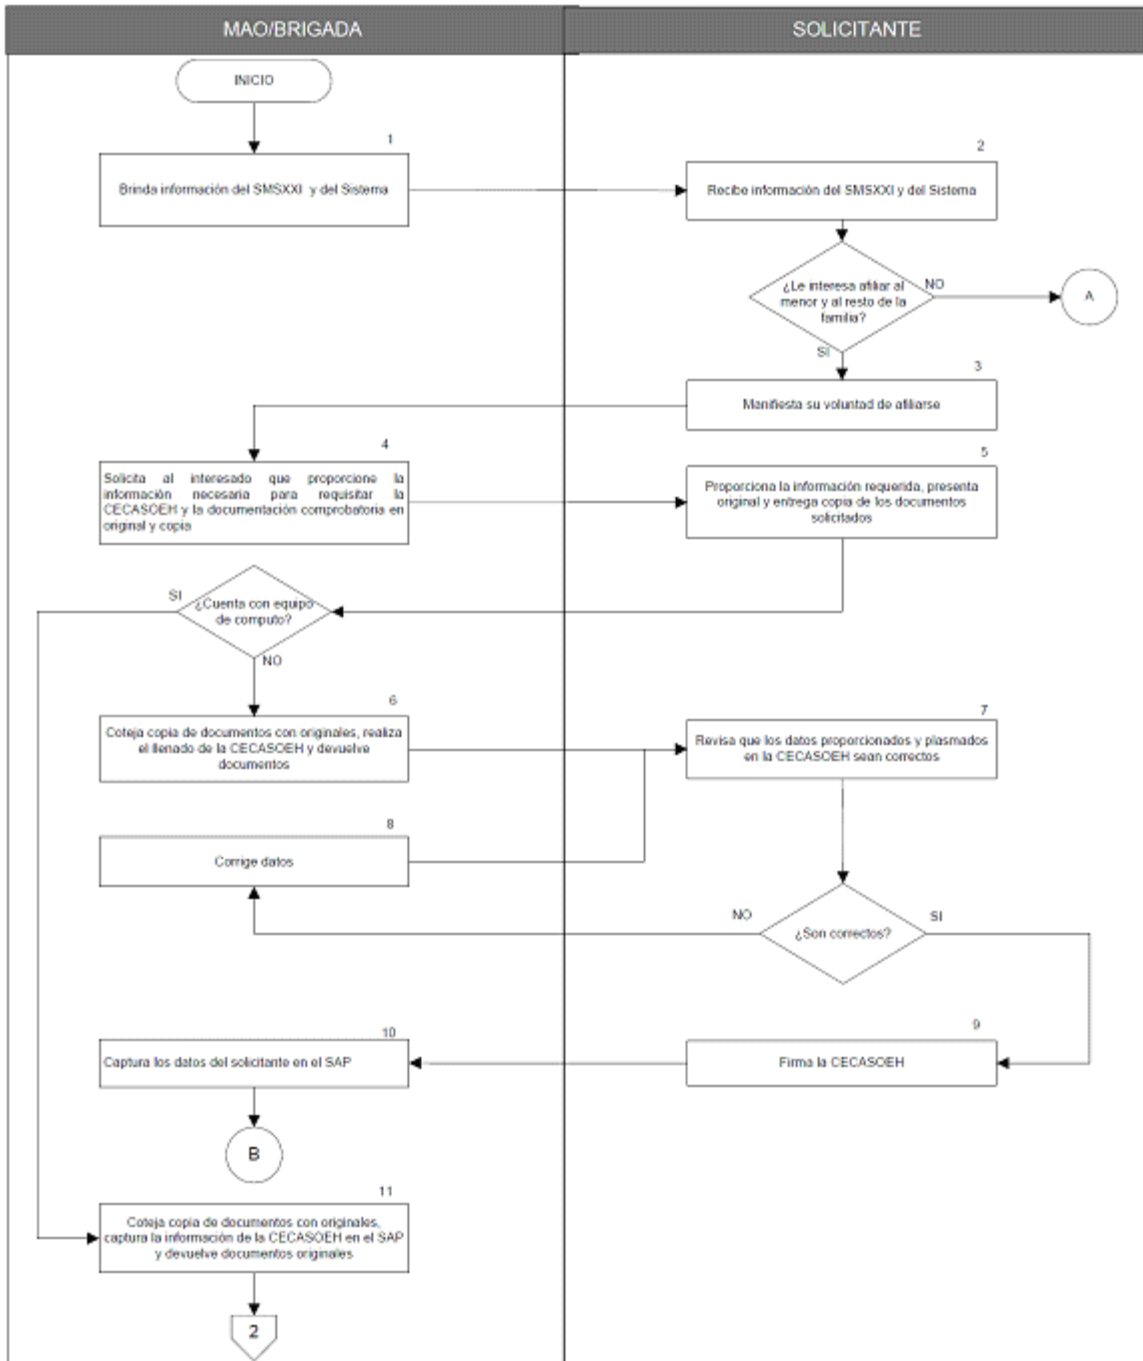 MAO/BRIGADA
SOLICITANTE
INICIO
1
Brinda información del SMSXXI y del Sistema
2
Recibe información del SMSXXI y del Sistema
¿Le interesa afiliar al
menor y al resto de la
familia?
NO
A
SI
3
Manifiesta su voluntad de afiliarse
4
Solicita al interesado que proporcione la
información necesaria para requisitar la
CECASOEH y la documentación comprobatoria en
original y copia
5
Proporciona la información requerida, presenta
original y entrega copia de los documentos
solicitados
SI
¿Cuenta con equipo
de computo?
NO
6
Coteja copia de documentos con originales, realiza
el llenado de la CECASOEH y devuelve
documentos
7
Revisa que los datos proporcionados y plasmados
en la CECASOEH sean correctos
8
Corrige datos
NO
¿Son correctos?
SI
9
Firma la CECASOEH
10
Captura los datos del solicitante en el SAP
B
11
Coteja copia de documentos con originales,
captura la información de la CECASOEH en el SAP
y devuelve documentos originales
2